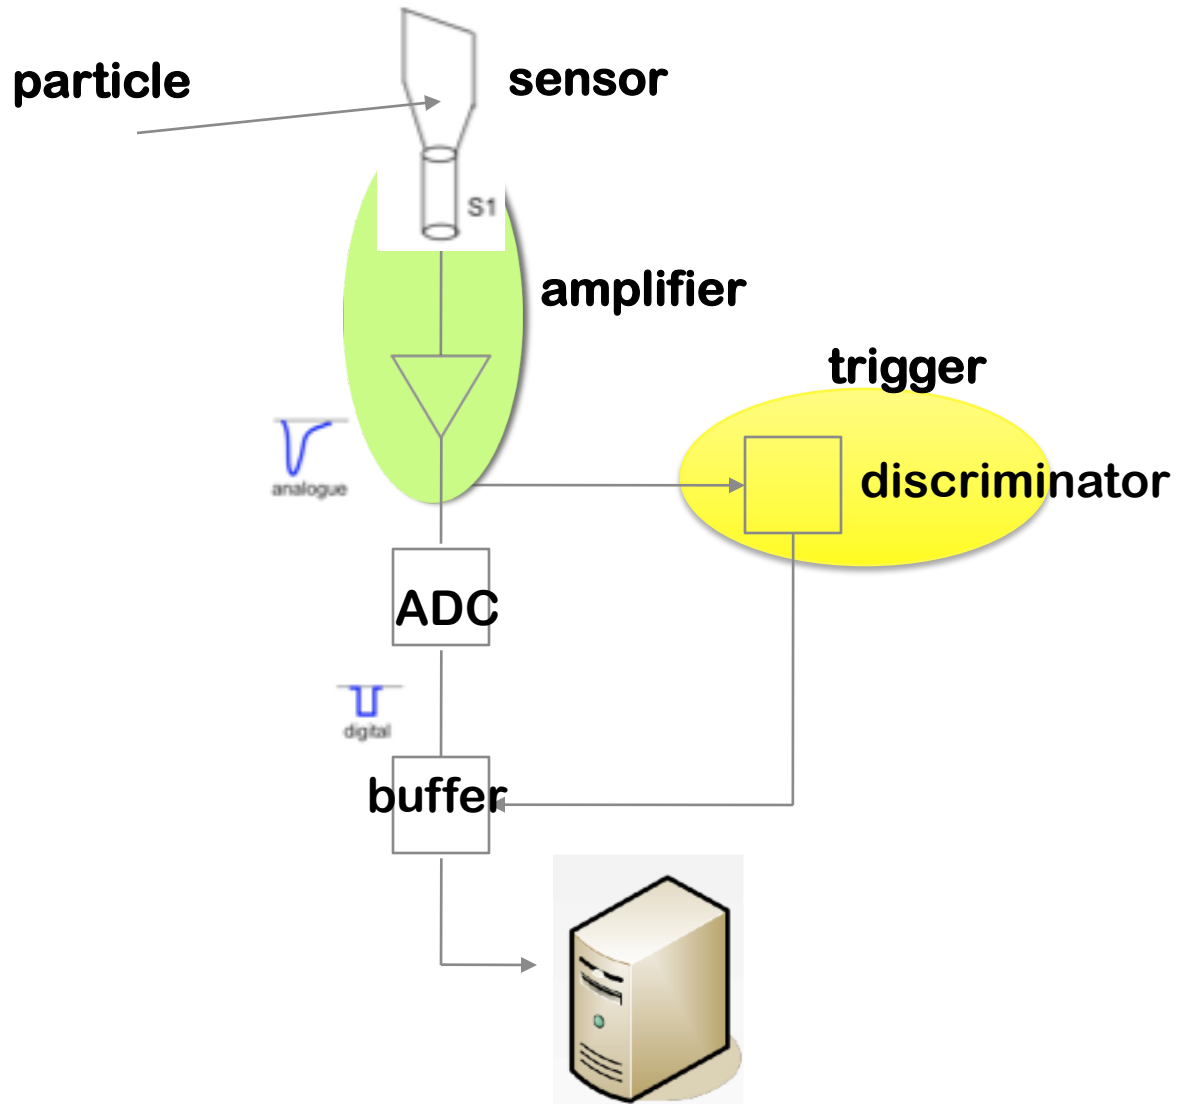 particle
sensor
S1
amplifier
trigger
discriminator
analogue
ADC
digital
buffer